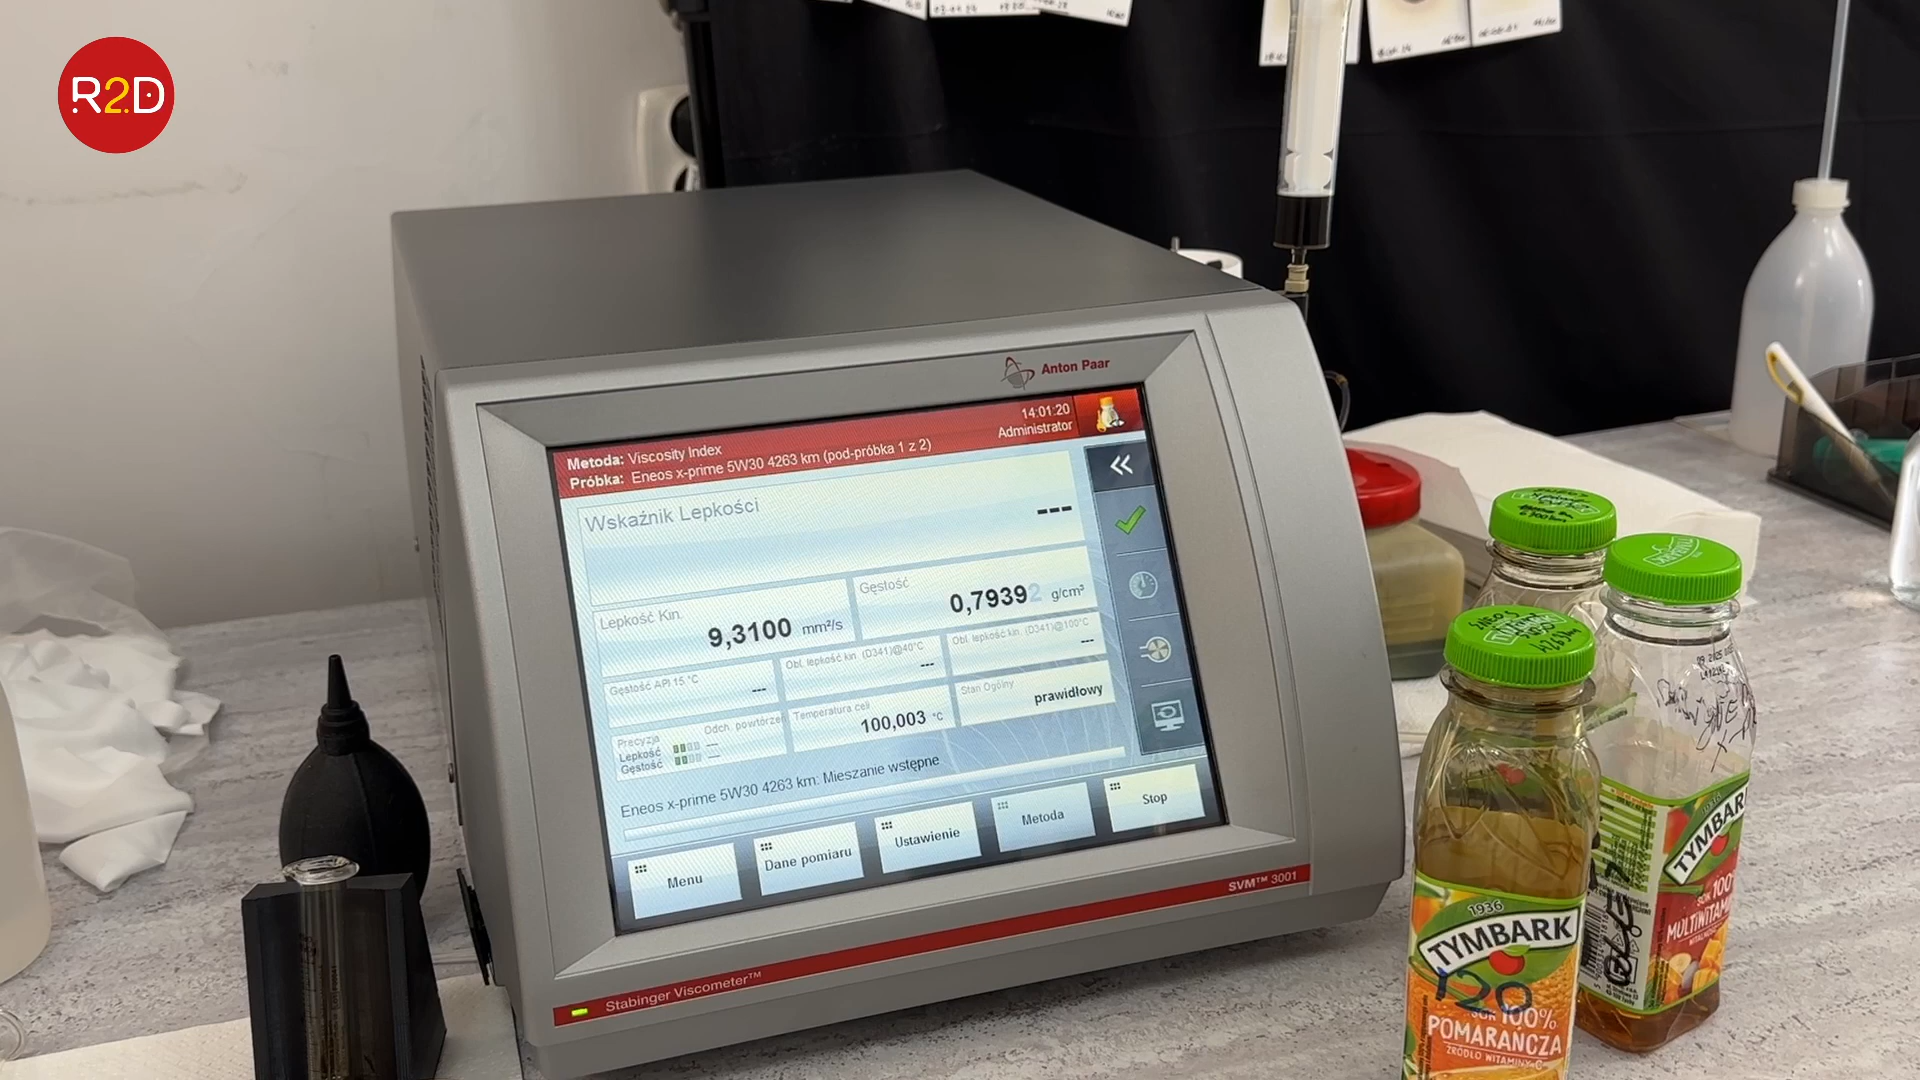 R2D
Anton Paar
Metoda: Viscosity Index
14:01:20
Próbka: Eneos x-prime 5W30 4263 km (pod-próbka 1 z 2)
Administrator
Wskaźnik Lepkości
---
Lepkość Kin.
9,3100 mm²/s
Gęstość
0,79392 g/cm³
Gęstość API 15 °C
---
Obl. lepkość kin. (D341)@40°C
---
Obl. lepkość kin. (D341)@100°C
---
Precyzja
Odch. powtórzeń
Lepkość
Gęstość
Temperatura celi
100,003 °C
Stan Ogólny
prawidłowy
Eneos x-prime 5W30 4263 km: Mieszanie wstępne
Menu
Dane pomiaru
Ustawienie
Metoda
Stop
Stabinger Viscometer™
SVM™ 3001
1936
TYMBARK
120
100%
POMARAŃCZA
ŹRÓDŁO WITAMINY C
TYMBARK
SOK 100%
MULTIWITAMI